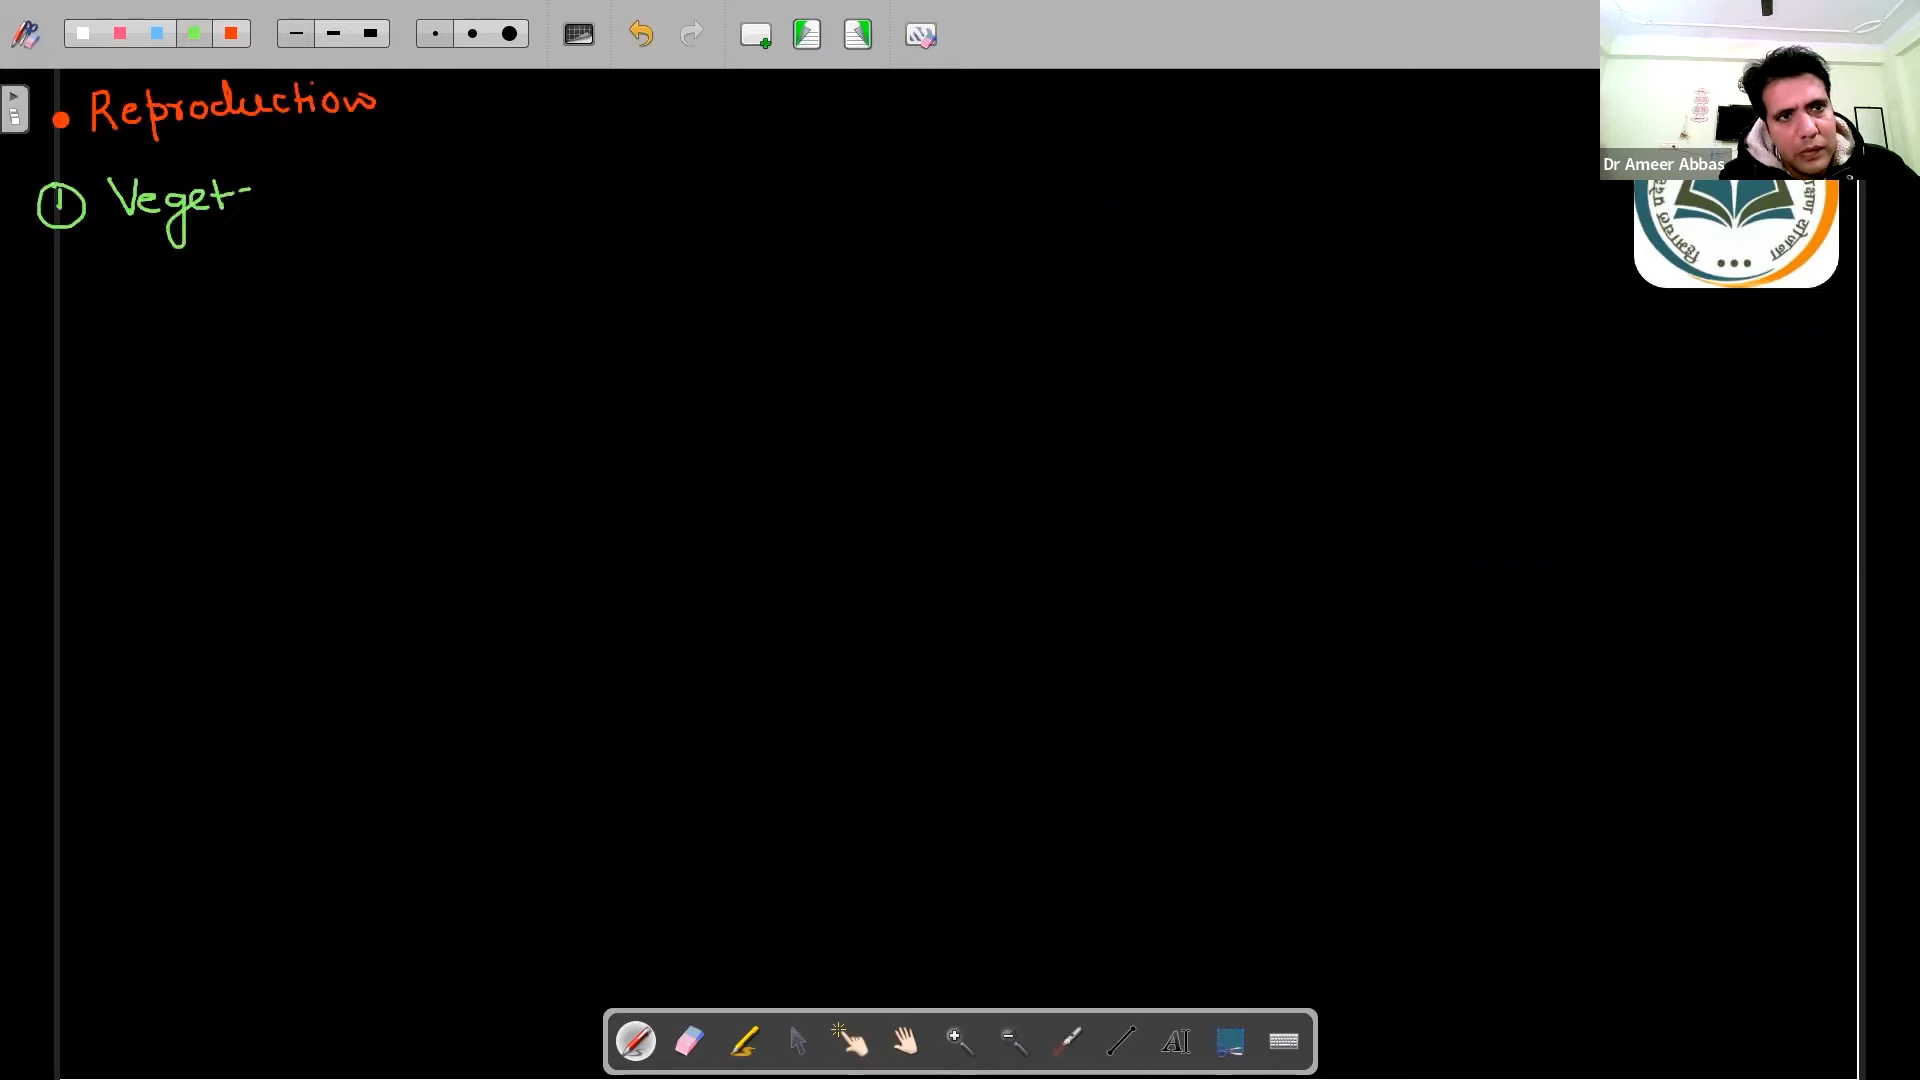 • Reproduction
① Veget-
Dr Ameer Abbas